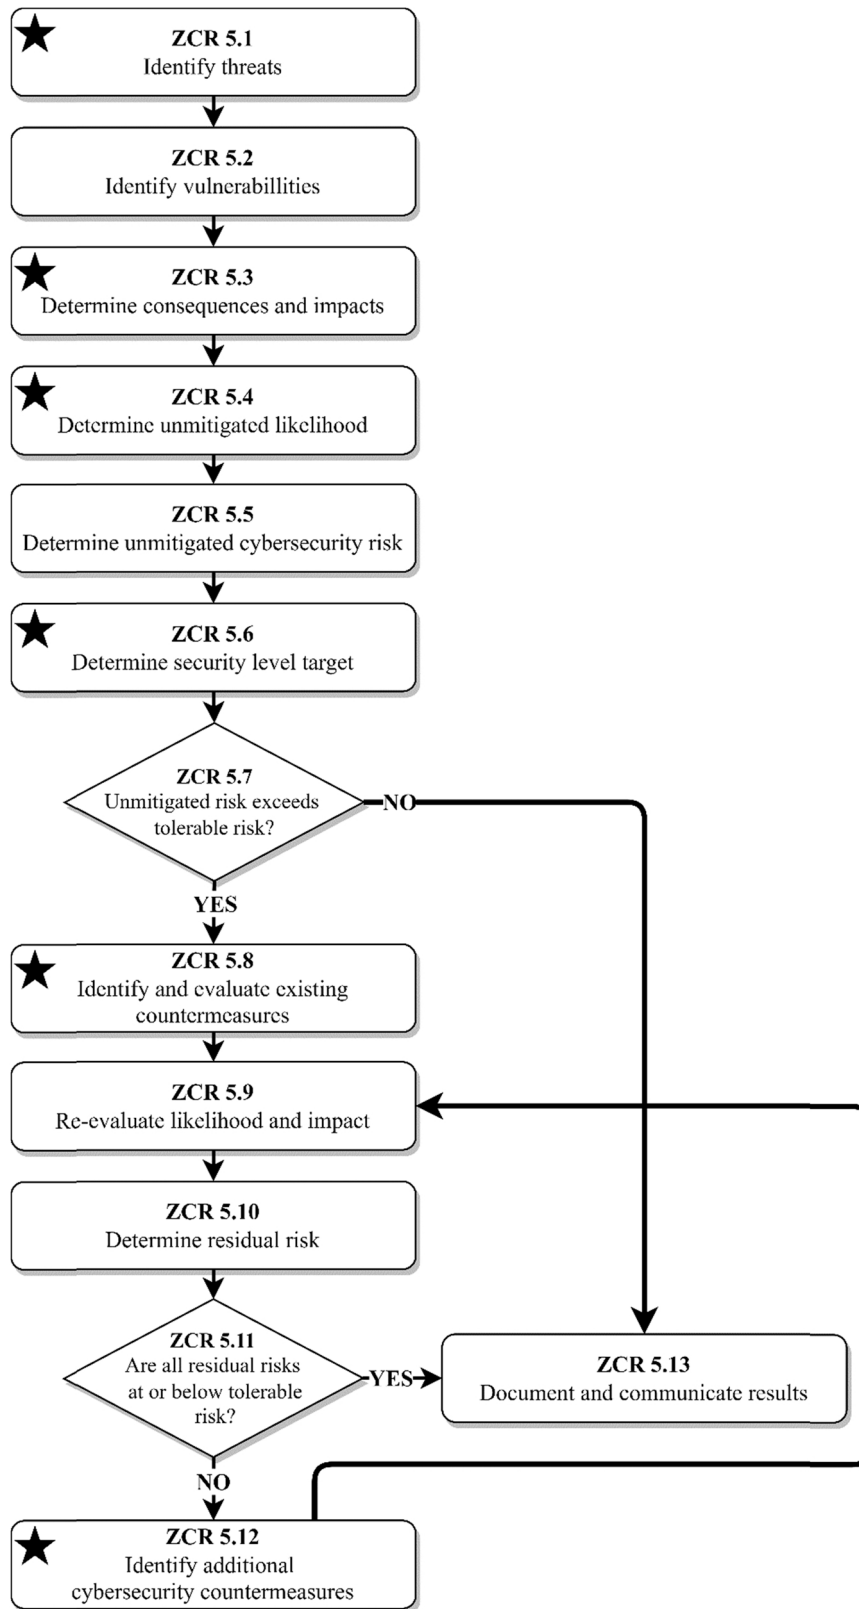 ZCR 5.1
Identify threats
ZCR 5.2
Identify vulnerabillities
ZCR 5.3
Determine consequences and impacts
ZCR 5.4
Determine unmitigated likelihood
ZCR 5.5
Determine unmitigated cybersecurity risk
ZCR 5.6
Determine security level target
ZCR 5.7
Unmitigated risk exceeds
tolerable risk?
NO
YES
ZCR 5.8
Identify and evaluate existing
countermeasures
ZCR 5.9
Re-evaluate likelihood and impact
ZCR 5.10
Determine residual risk
ZCR 5.11
Are all residual risks
at or below tolerable
risk?
YES
ZCR 5.13
Document and communicate results
NO
ZCR 5.12
Identify additional
cybersecurity countermeasures